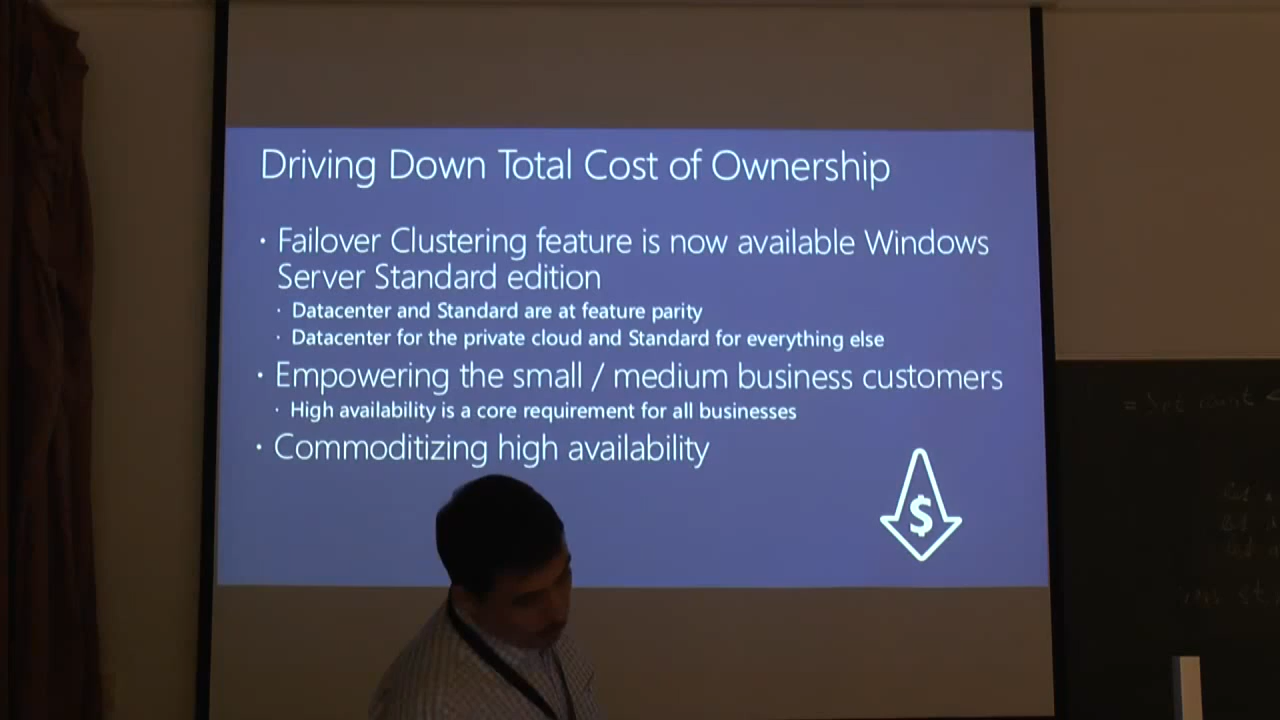 Driving Down Total Cost of Ownership
· Failover Clustering feature is now available Windows
Server Standard edition
· Datacenter and Standard are at feature parity
· Datacenter for the private cloud and Standard for everything else
· Empowering the small / medium business customers
· High availability is a core requirement for all businesses
· Commoditizing high availability
$
count